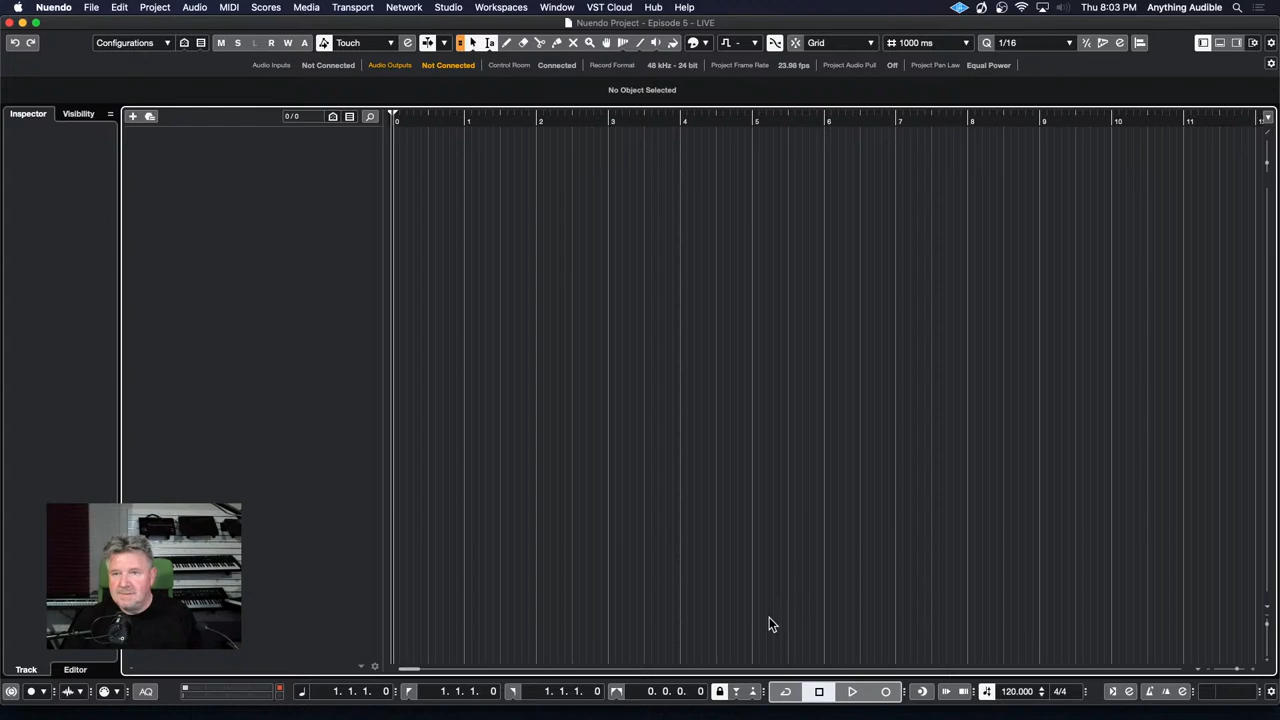 Nuendo File Edit Project Audio MIDI Scores Media Transport Network Studio Workspaces Window VST Cloud Hub Help Thu 8:03 PM Anything Audible
Nuendo Project - Episode 5 - LIVE
Configurations M S L R W A Touch Grid 1000 ms Q 1/16
Audio Inputs Not Connected Audio Outputs Not Connected Control Room Connected Record Format 48 kHz - 24 bit Project Frame Rate 23.98 fps Project Audio Pull Off Project Pan Law Equal Power
No Object Selected
Inspector Visibility 0/0
0 1 2 3 4 5 6 7 8 9 10 11
Track Editor
AQ 1. 1. 1. 0 1. 1. 1. 0 1. 1. 1. 0 0. 0. 0. 0 120.000 4/4